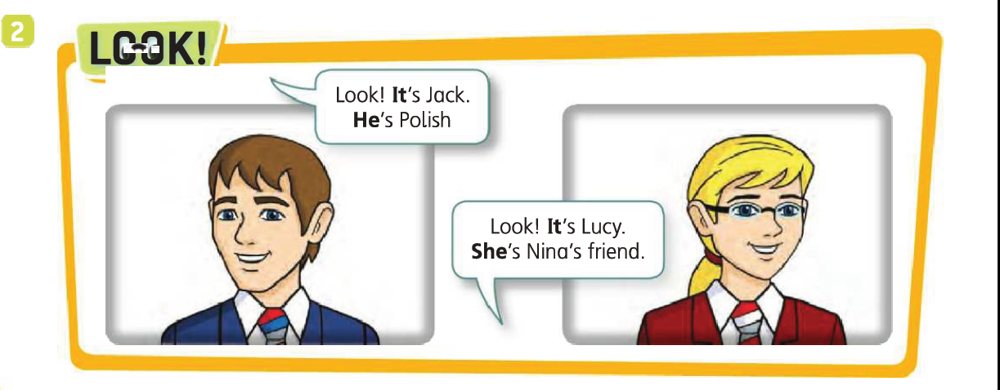 2
LOOK!
Look! It's Jack.
He's Polish
Look! It's Lucy.
She's Nina's friend.